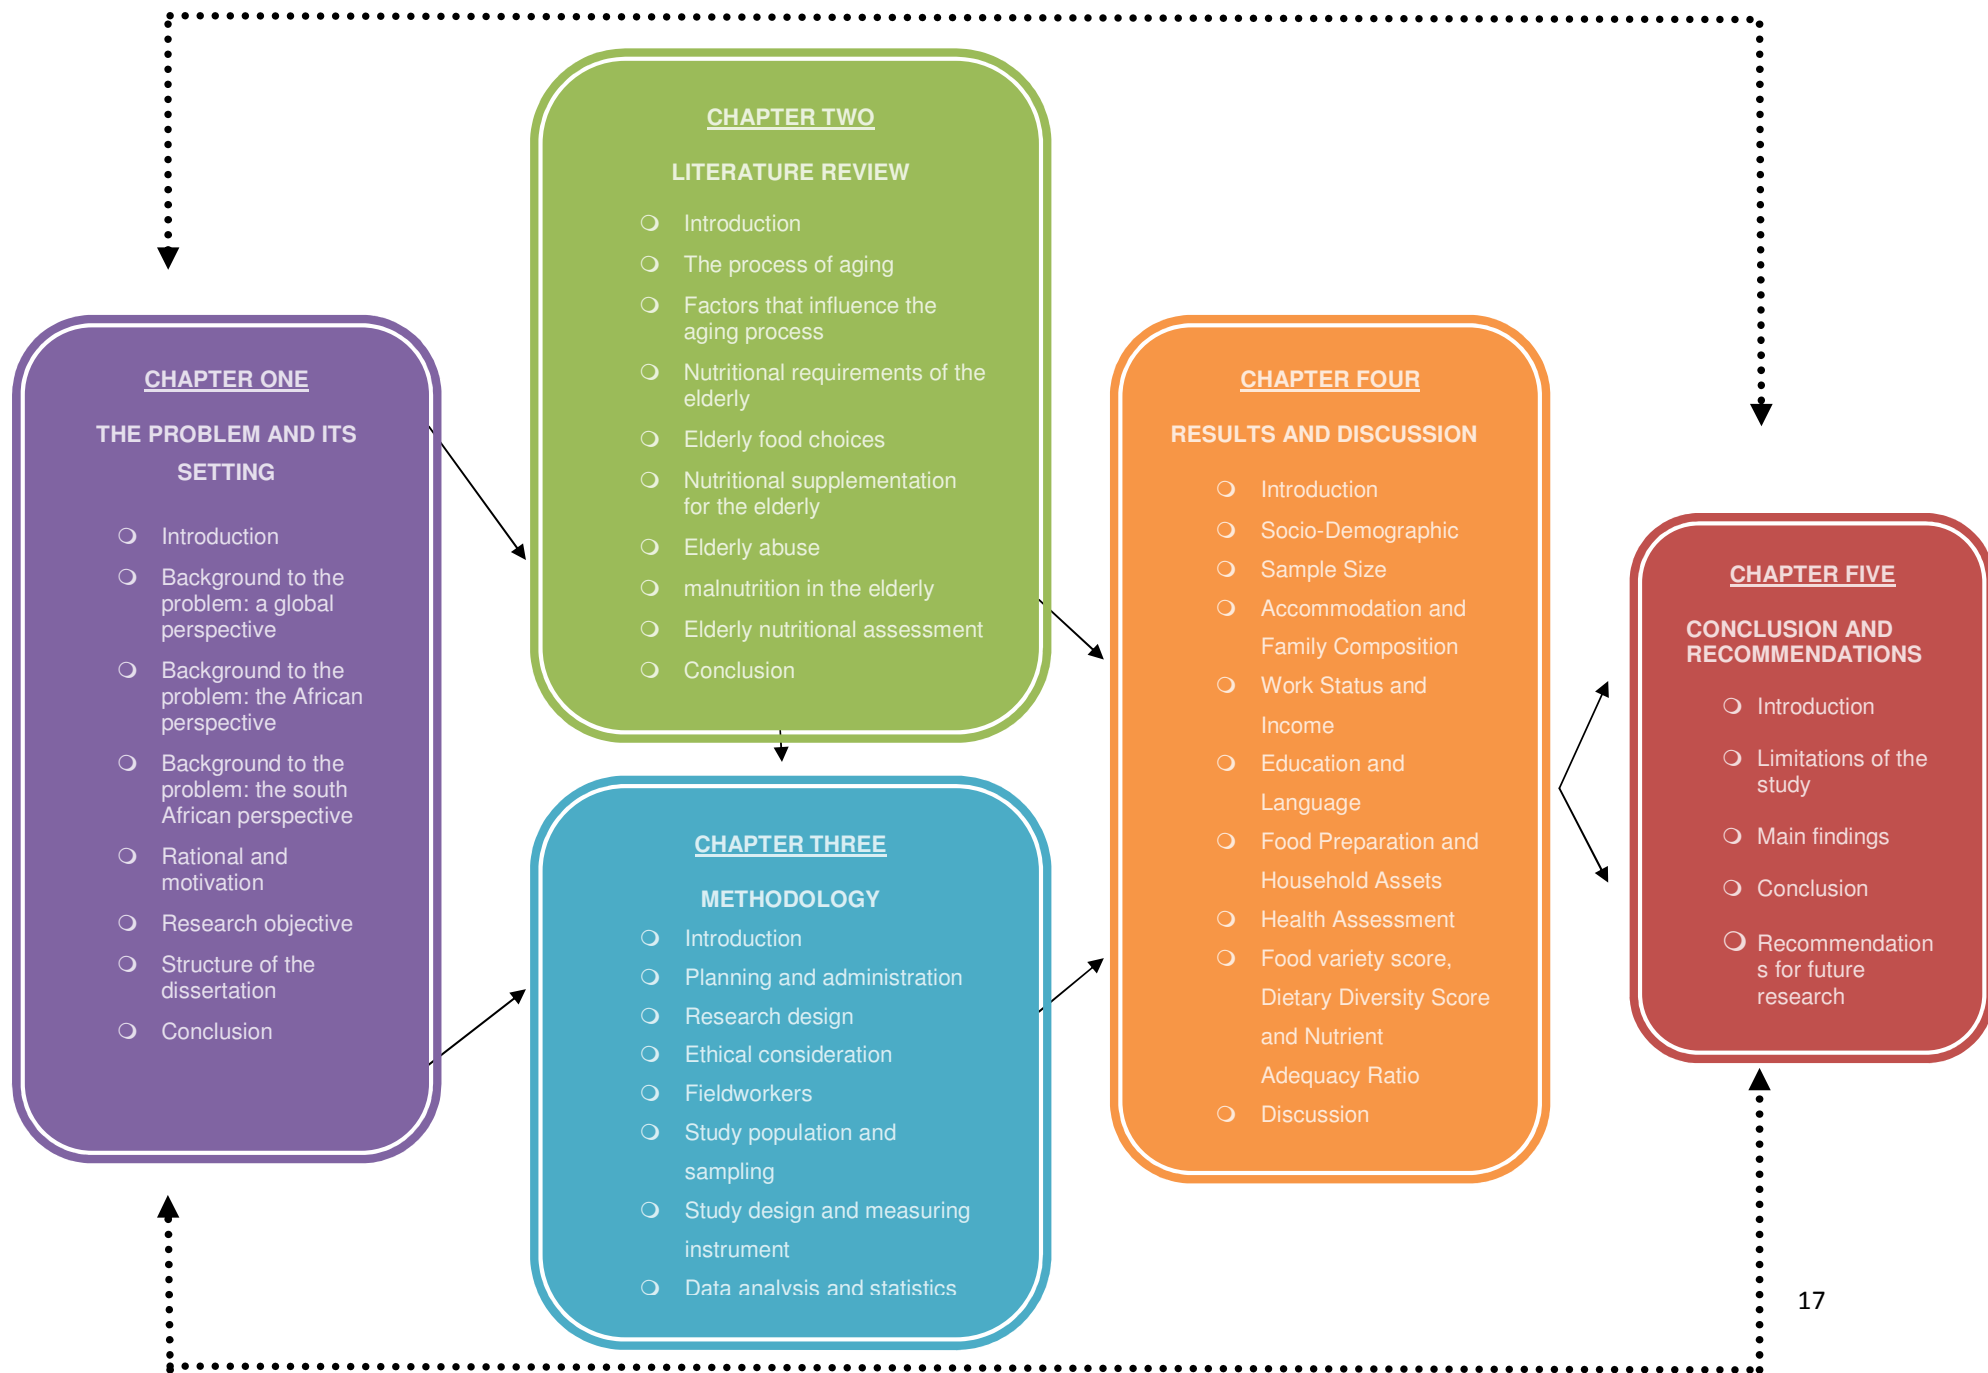 CHAPTER ONE
THE PROBLEM AND ITS
SETTING
Introduction
Background to the
problem: a global
perspective
Background to the
problem: the African
perspective
Background to the
problem: the south
African perspective
Rational and
motivation
Research objective
Structure of the
dissertation
Conclusion
CHAPTER TWO
LITERATURE REVIEW
Introduction
The process of aging
Factors that influence the
aging process
Nutritional requirements of the
elderly
Elderly food choices
Nutritional supplementation
for the elderly
Elderly abuse
malnutrition in the elderly
Elderly nutritional assessment
Conclusion
CHAPTER THREE
METHODOLOGY
Introduction
Planning and administration
Research design
Ethical consideration
Fieldworkers
Study population and
sampling
Study design and measuring
instrument
Data analysis and statistics
CHAPTER FOUR
RESULTS AND DISCUSSION
Introduction
Socio-Demographic
Sample Size
Accommodation and
Family Composition
Work Status and
Income
Education and
Language
Food Preparation and
Household Assets
Health Assessment
Food variety score,
Dietary Diversity Score
and Nutrient
Adequacy Ratio
Discussion
CHAPTER FIVE
CONCLUSION AND
RECOMMENDATIONS
Introduction
Limitations of the
study
Main findings
Conclusion
Recommendation
s for future
research
17